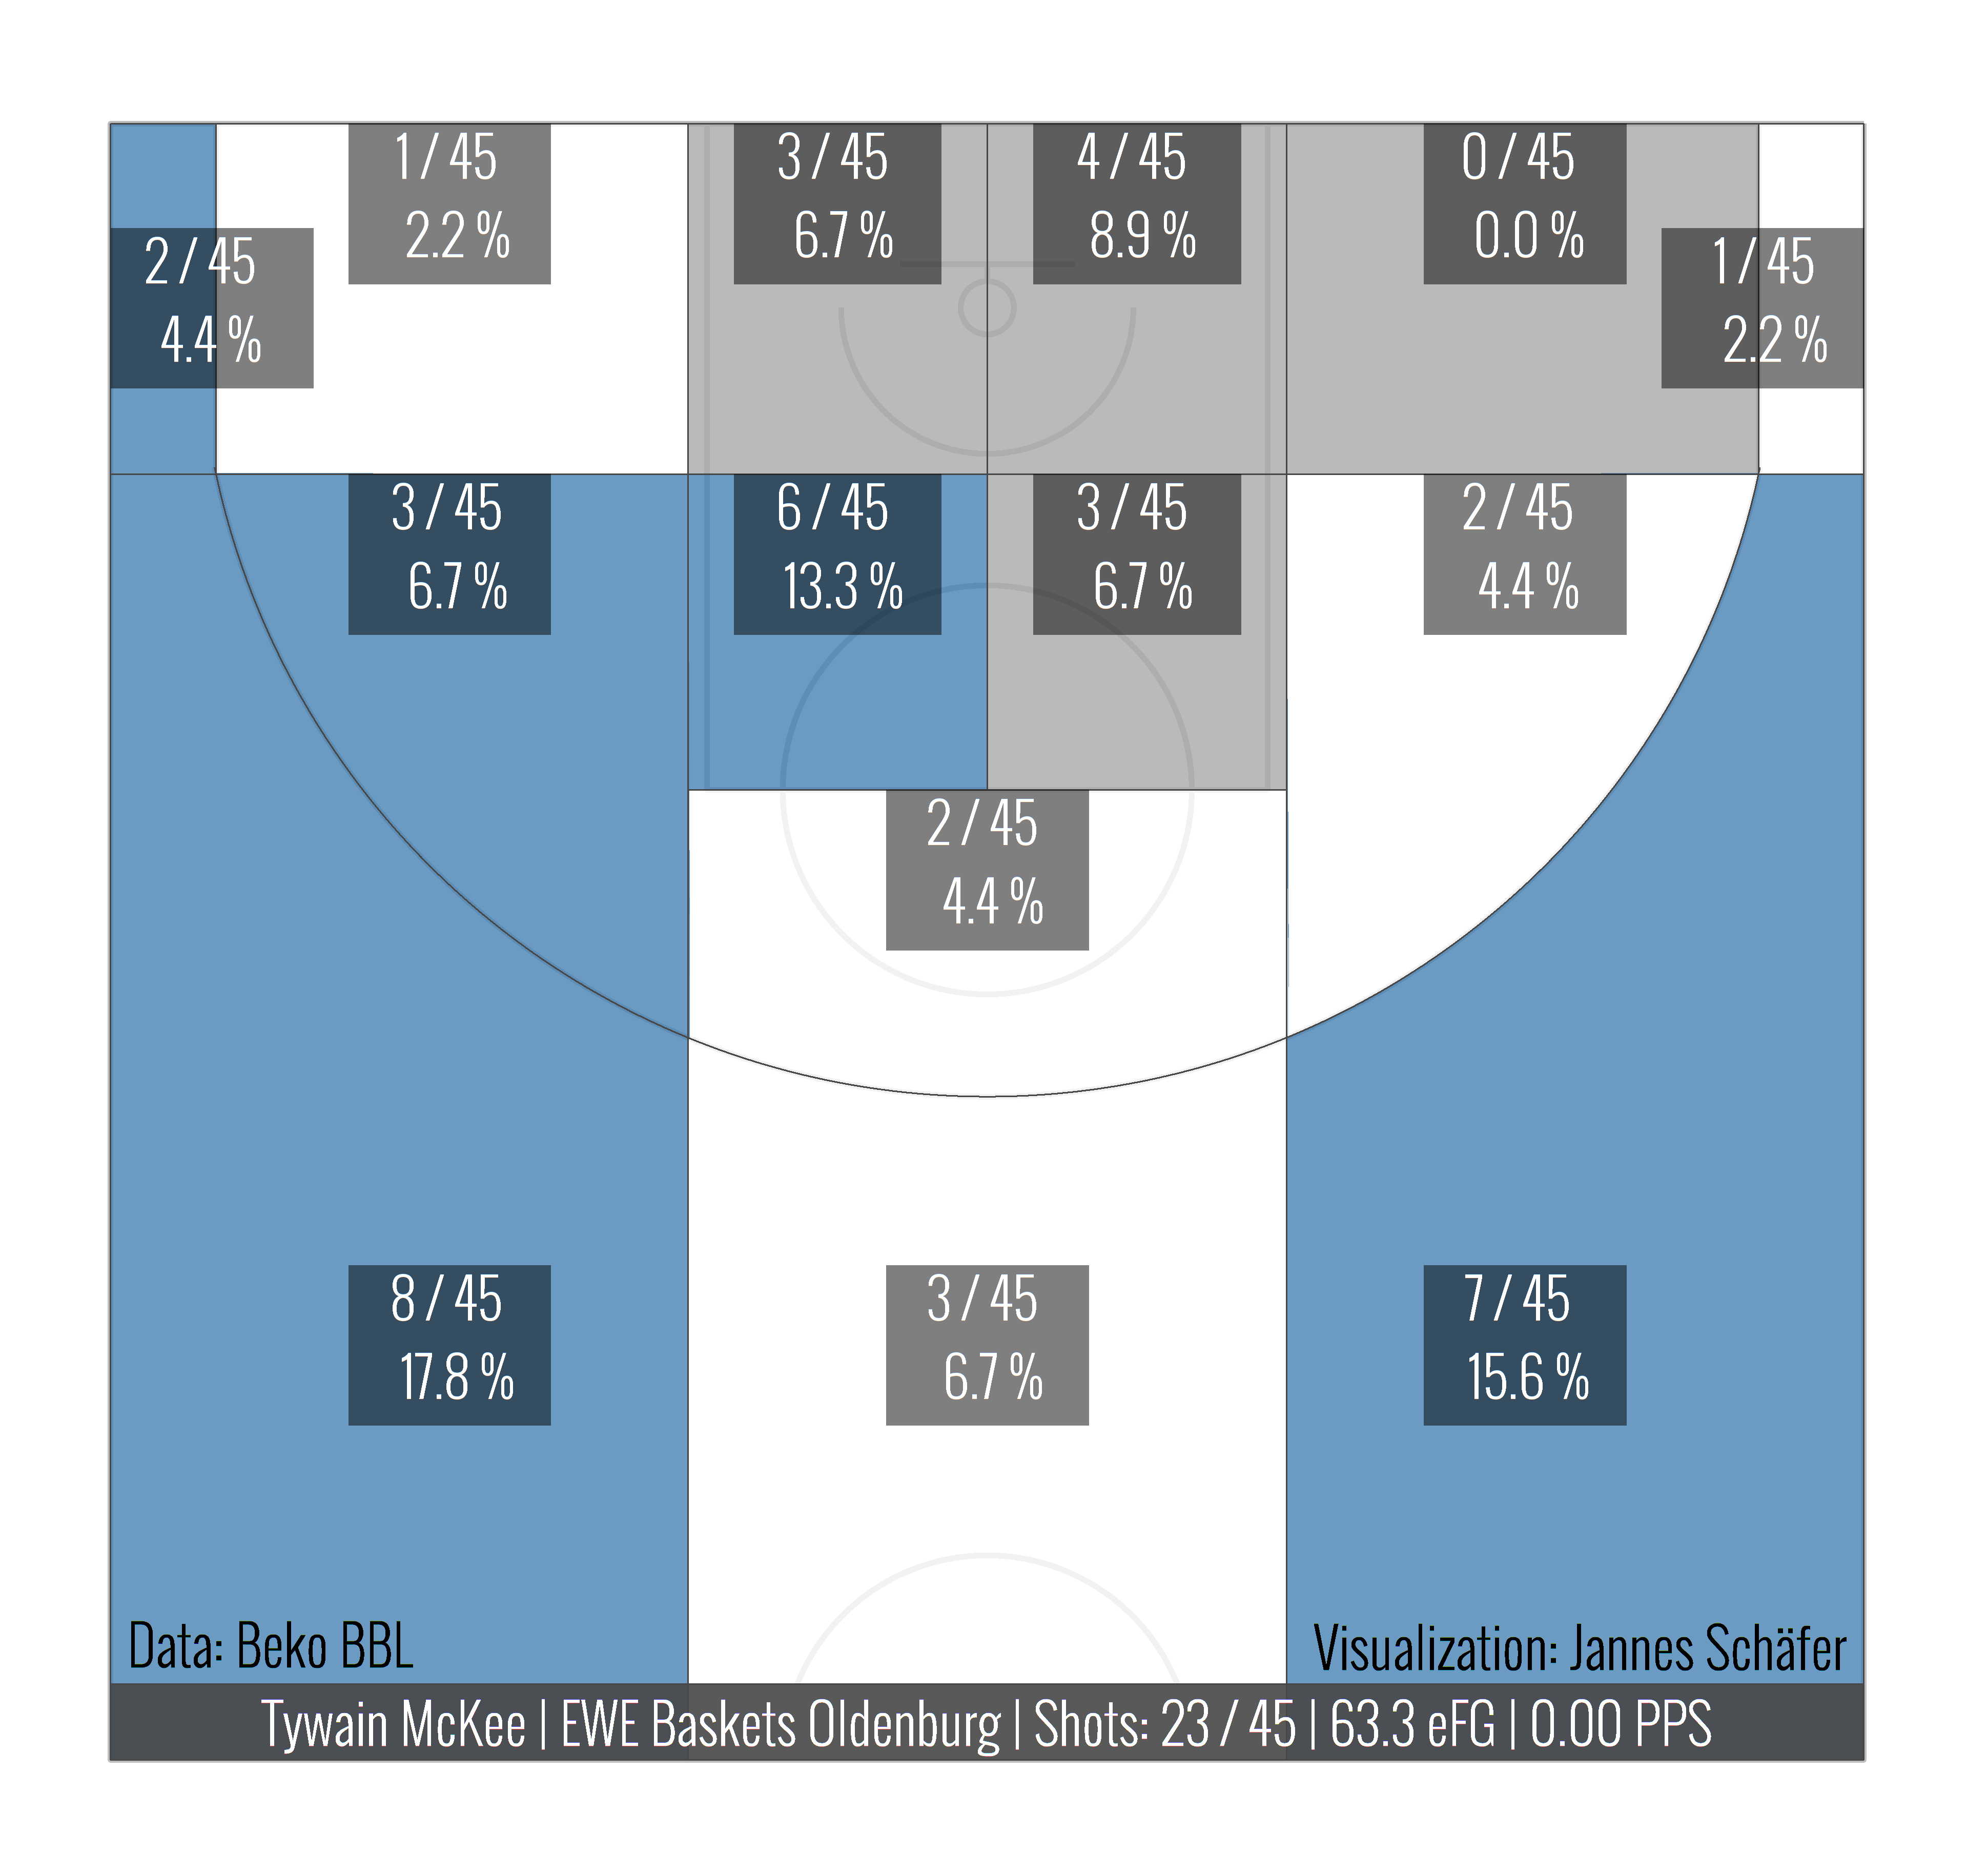 1 / 45
2.2 %
3 / 45
6.7 %
4 / 45
8.9 %
0 / 45
0.0 %
2 / 45
4.4 %
1 / 45
2.2 %
3 / 45
6.7 %
6 / 45
13.3 %
3 / 45
6.7 %
2 / 45
4.4 %
2 / 45
4.4 %
8 / 45
17.8 %
3 / 45
6.7 %
7 / 45
15.6 %
Data: Beko BBL
Visualization: Jannes Schäfer
Tywain McKee | EWE Baskets Oldenburg | Shots: 23 / 45 | 63.3 eFG | 0.00 PPS